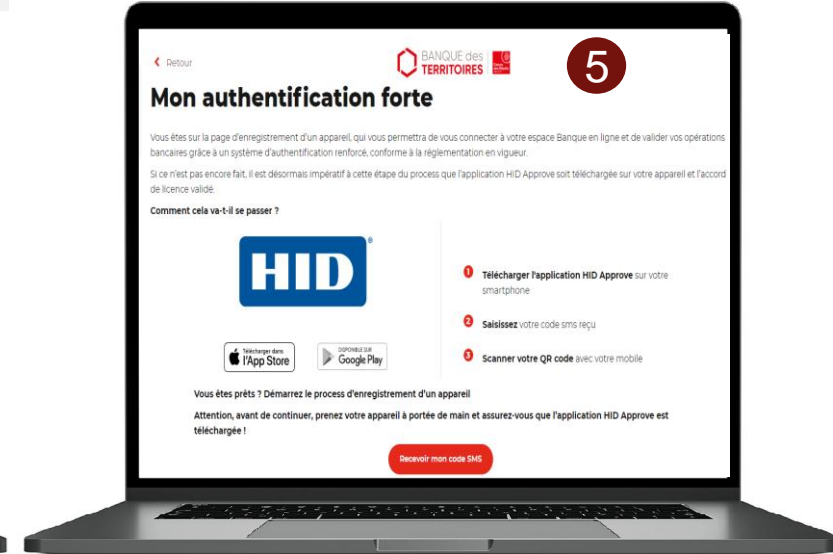 Retour
BANQUE des
TERRITOIRES
5
Mon authentification forte
Vous êtes sur la page d'enregistrement d'un appareil, qui vous permettra de vous connecter à votre espace Banque en ligne et de valider vos opérations
bancaires grâce à un système d'authentification renforcé, conforme à la réglementation en vigueur.
Si ce n'est pas encore fait, il est désormais impératif à cette étape du process que l'application HID Approve soit téléchargée sur votre appareil et l'accord
de licence validé.
Comment cela va-t-il se passer ?
HID®
1 Télécharger l'application HID Approve sur votre
smartphone
2 Saisissez votre code sms reçu
3 Scanner votre QR code avec votre mobile
Télécharger dans
l'App Store
DISPONIBLE SUR
Google Play
Vous êtes prêts ? Démarrez le process d'enregistrement d'un appareil
Attention, avant de continuer, prenez votre appareil à portée de main et assurez-vous que l'application HID Approve est
téléchargée !
Recevoir mon code SMS